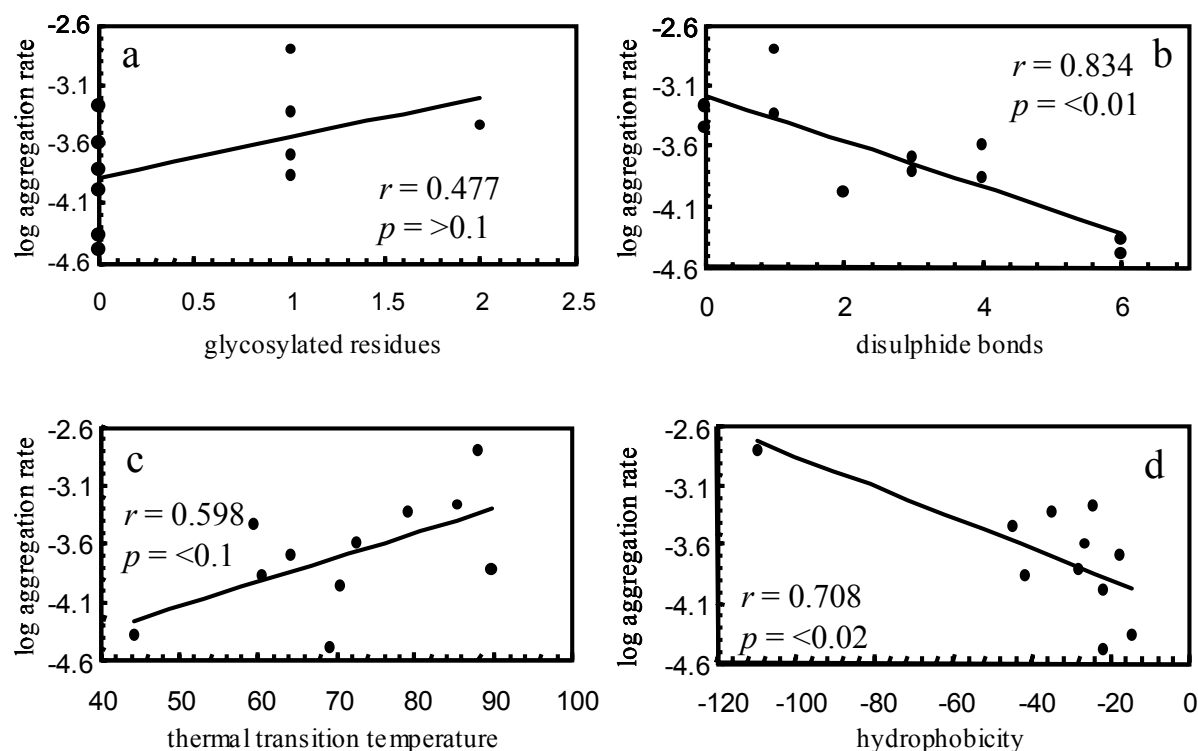 a
log aggregation rate
-2.6
-3.1
-3.6
-4.1
-4.6
r = 0.477
p = >0.1
0 0.5 1 1.5 2 2.5
glycosylated residues
b
log aggregation rate
-2.6
-3.1
-3.6
-4.1
-4.6
r = 0.834
p = <0.01
0 2 4 6
disulphide bonds
c
log aggregation rate
-2.6
-3.1
-3.6
-4.1
-4.6
r = 0.598
p = <0.1
40 50 60 70 80 90 100
thermal transition temperature
d
log aggregation rate
-2.6
-3.1
-3.6
-4.1
-4.6
r = 0.708
p = <0.02
-120 -100 -80 -60 -40 -20 0
hydrophobicity